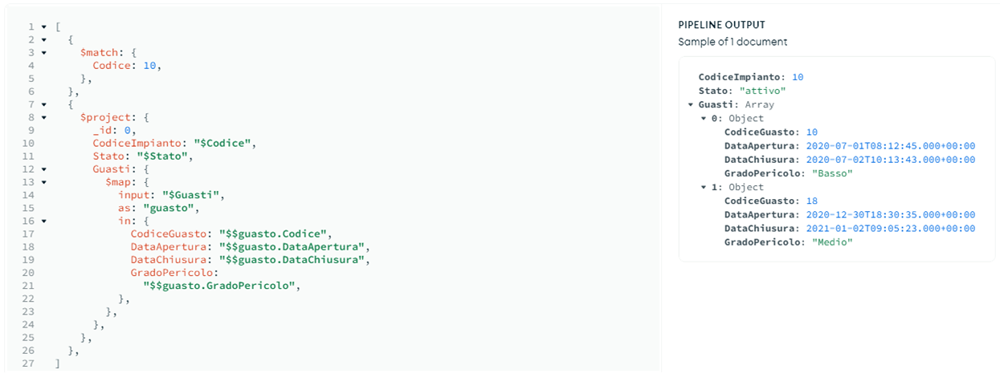 1 [
2 {
3 $match: {
4 Codice: 10,
5 },
6 },
7 {
8 $project: {
9 _id: 0,
10 CodiceImpianto: "$Codice",
11 Stato: "$Stato",
12 Guasti: {
13 $map: {
14 input: "$Guasti",
15 as: "guasto",
16 in: {
17 CodiceGuasto: "$$guasto.Codice",
18 DataApertura: "$$guasto.DataApertura",
19 DataChiusura: "$$guasto.DataChiusura",
20 GradoPericolo:
21 "$$guasto.GradoPericolo",
22 },
23 },
24 },
25 },
26 },
27 ]
PIPELINE OUTPUT
Sample of 1 document
CodiceImpianto: 10
Stato: "attivo"
Guasti: Array
0: Object
CodiceGuasto: 10
DataApertura: 2020-07-01T08:12:45.000+00:00
DataChiusura: 2020-07-02T10:13:43.000+00:00
GradoPericolo: "Basso"
1: Object
CodiceGuasto: 18
DataApertura: 2020-12-30T18:30:35.000+00:00
DataChiusura: 2021-01-02T09:05:23.000+00:00
GradoPericolo: "Medio"